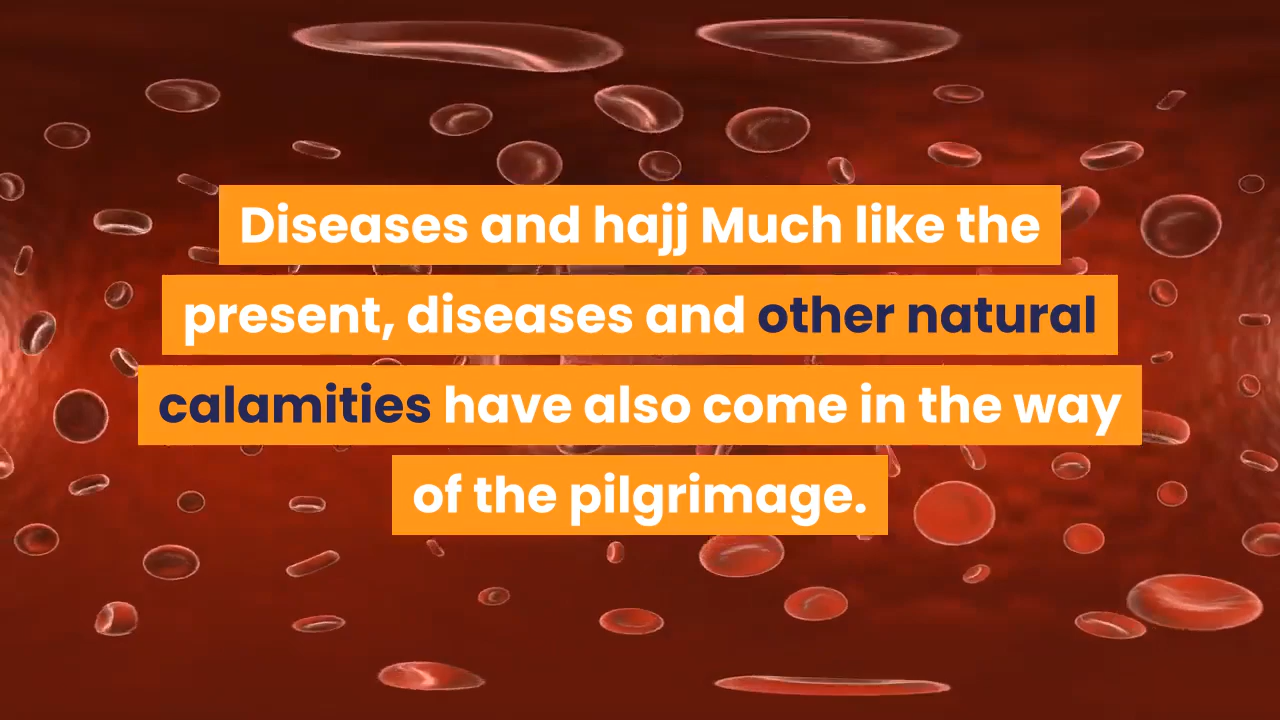 Diseases and hajj Much like the
present, diseases and other natural
calamities have also come in the way
of the pilgrimage.